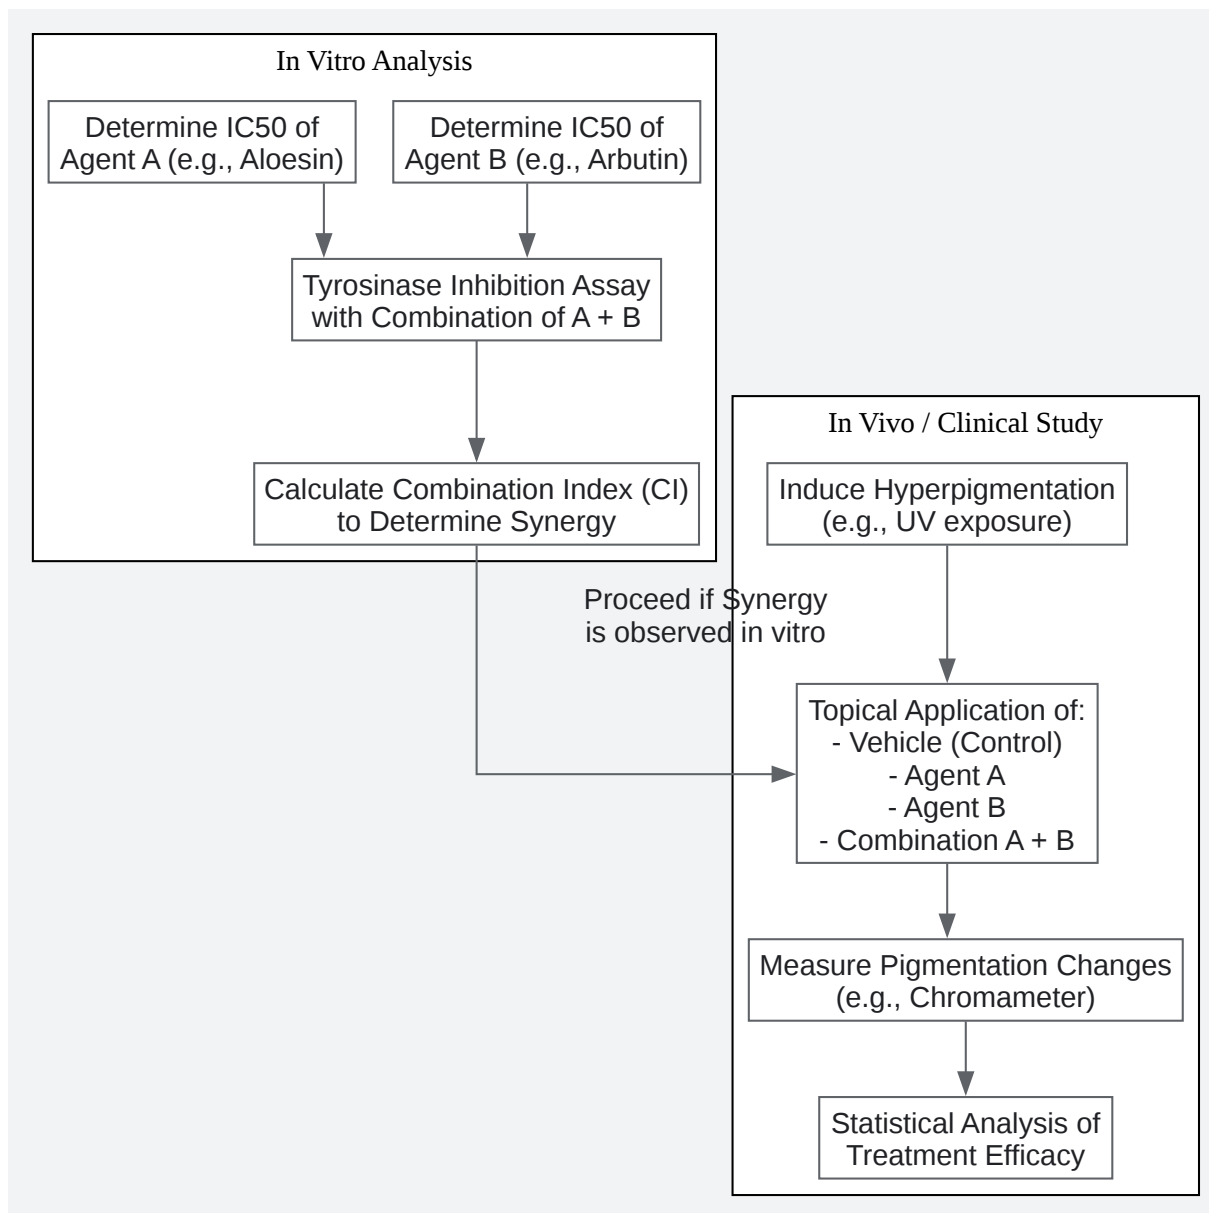 In Vitro Analysis
Determine IC50 of
Agent A (e.g., Aloesin)
Determine IC50 of
Agent B (e.g., Arbutin)
Tyrosinase Inhibition Assay
with Combination of A + B
Calculate Combination Index (CI)
to Determine Synergy
Proceed if Synergy
is observed in vitro
In Vivo / Clinical Study
Induce Hyperpigmentation
(e.g., UV exposure)
Topical Application of:
- Vehicle (Control)
- Agent A
- Agent B
- Combination A + B
Measure Pigmentation Changes
(e.g., Chromameter)
Statistical Analysis of
Treatment Efficacy